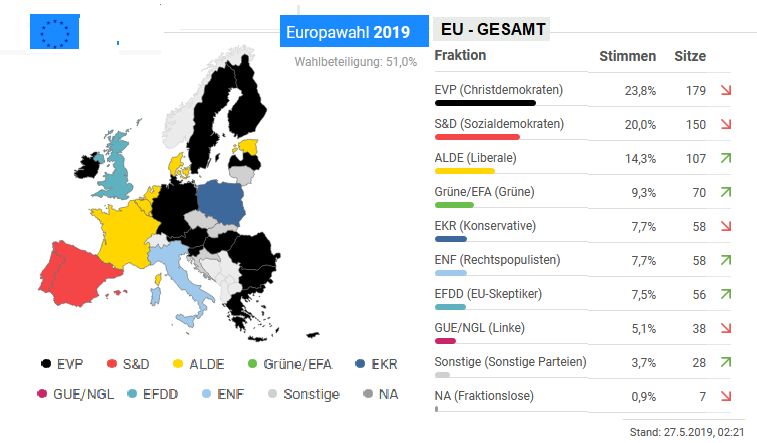 Europawahl 2019
Wahlbeteiligung: 51,0%
EU - GESAMT
Fraktion Stimmen Sitze
EVP (Christdemokraten) 23,8% 179
S&D (Sozialdemokraten) 20,0% 150
ALDE (Liberale) 14,3% 107
Grüne/EFA (Grüne) 9,3% 70
EKR (Konservative) 7,7% 58
ENF (Rechtspopulisten) 7,7% 58
EFDD (EU-Skeptiker) 7,5% 56
GUE/NGL (Linke) 5,1% 38
Sonstige (Sonstige Parteien) 3,7% 28
NA (Fraktionslose) 0,9% 7
EVP S&D ALDE Grüne/EFA EKR
GUE/NGL EFDD ENF Sonstige NA
Stand: 27.5.2019, 02:21